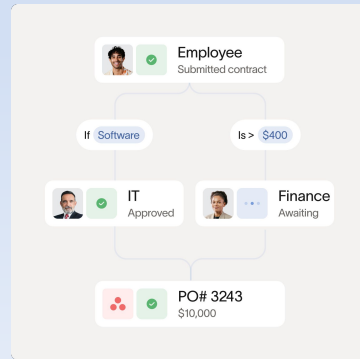 Employee
Submitted contract
If Software
Is > $400
IT
Approved
Finance
Awaiting
PO# 3243
$10,000